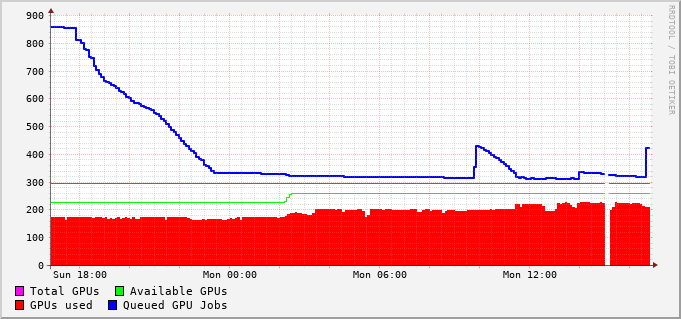 900
800
700
600
500
400
300
200
100
0
Sun 18:00 Mon 00:00 Mon 06:00 Mon 12:00
Total GPUs Available GPUs
GPUs used Queued GPU Jobs
RRDTOOL / TOBI OETIKER